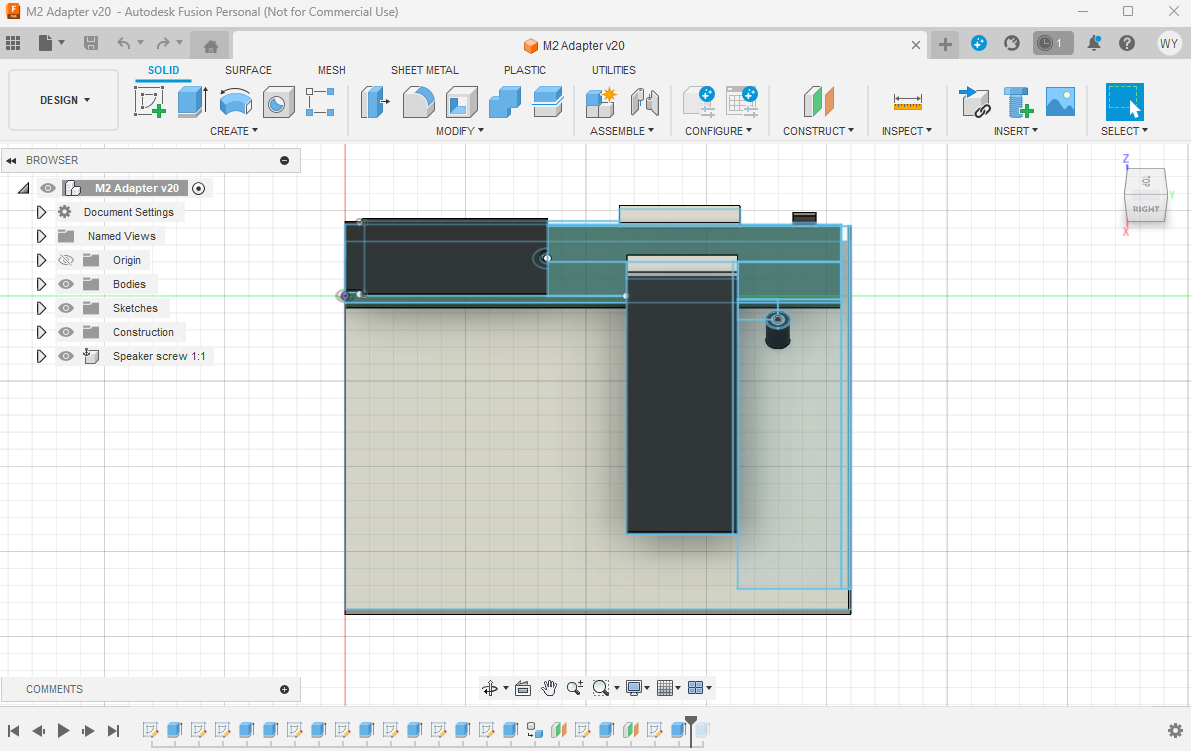 M2 Adapter v20 - Autodesk Fusion Personal (Not for Commercial Use)
M2 Adapter v20
1
WY
SOLID SURFACE MESH SHEET METAL PLASTIC UTILITIES
DESIGN
CREATE MODIFY ASSEMBLE CONFIGURE CONSTRUCT INSPECT INSERT SELECT
BROWSER
M2 Adapter v20
Document Settings
Named Views
Origin
Bodies
Sketches
Construction
Speaker screw 1:1
Z
Y
RIGHT
X
COMMENTS